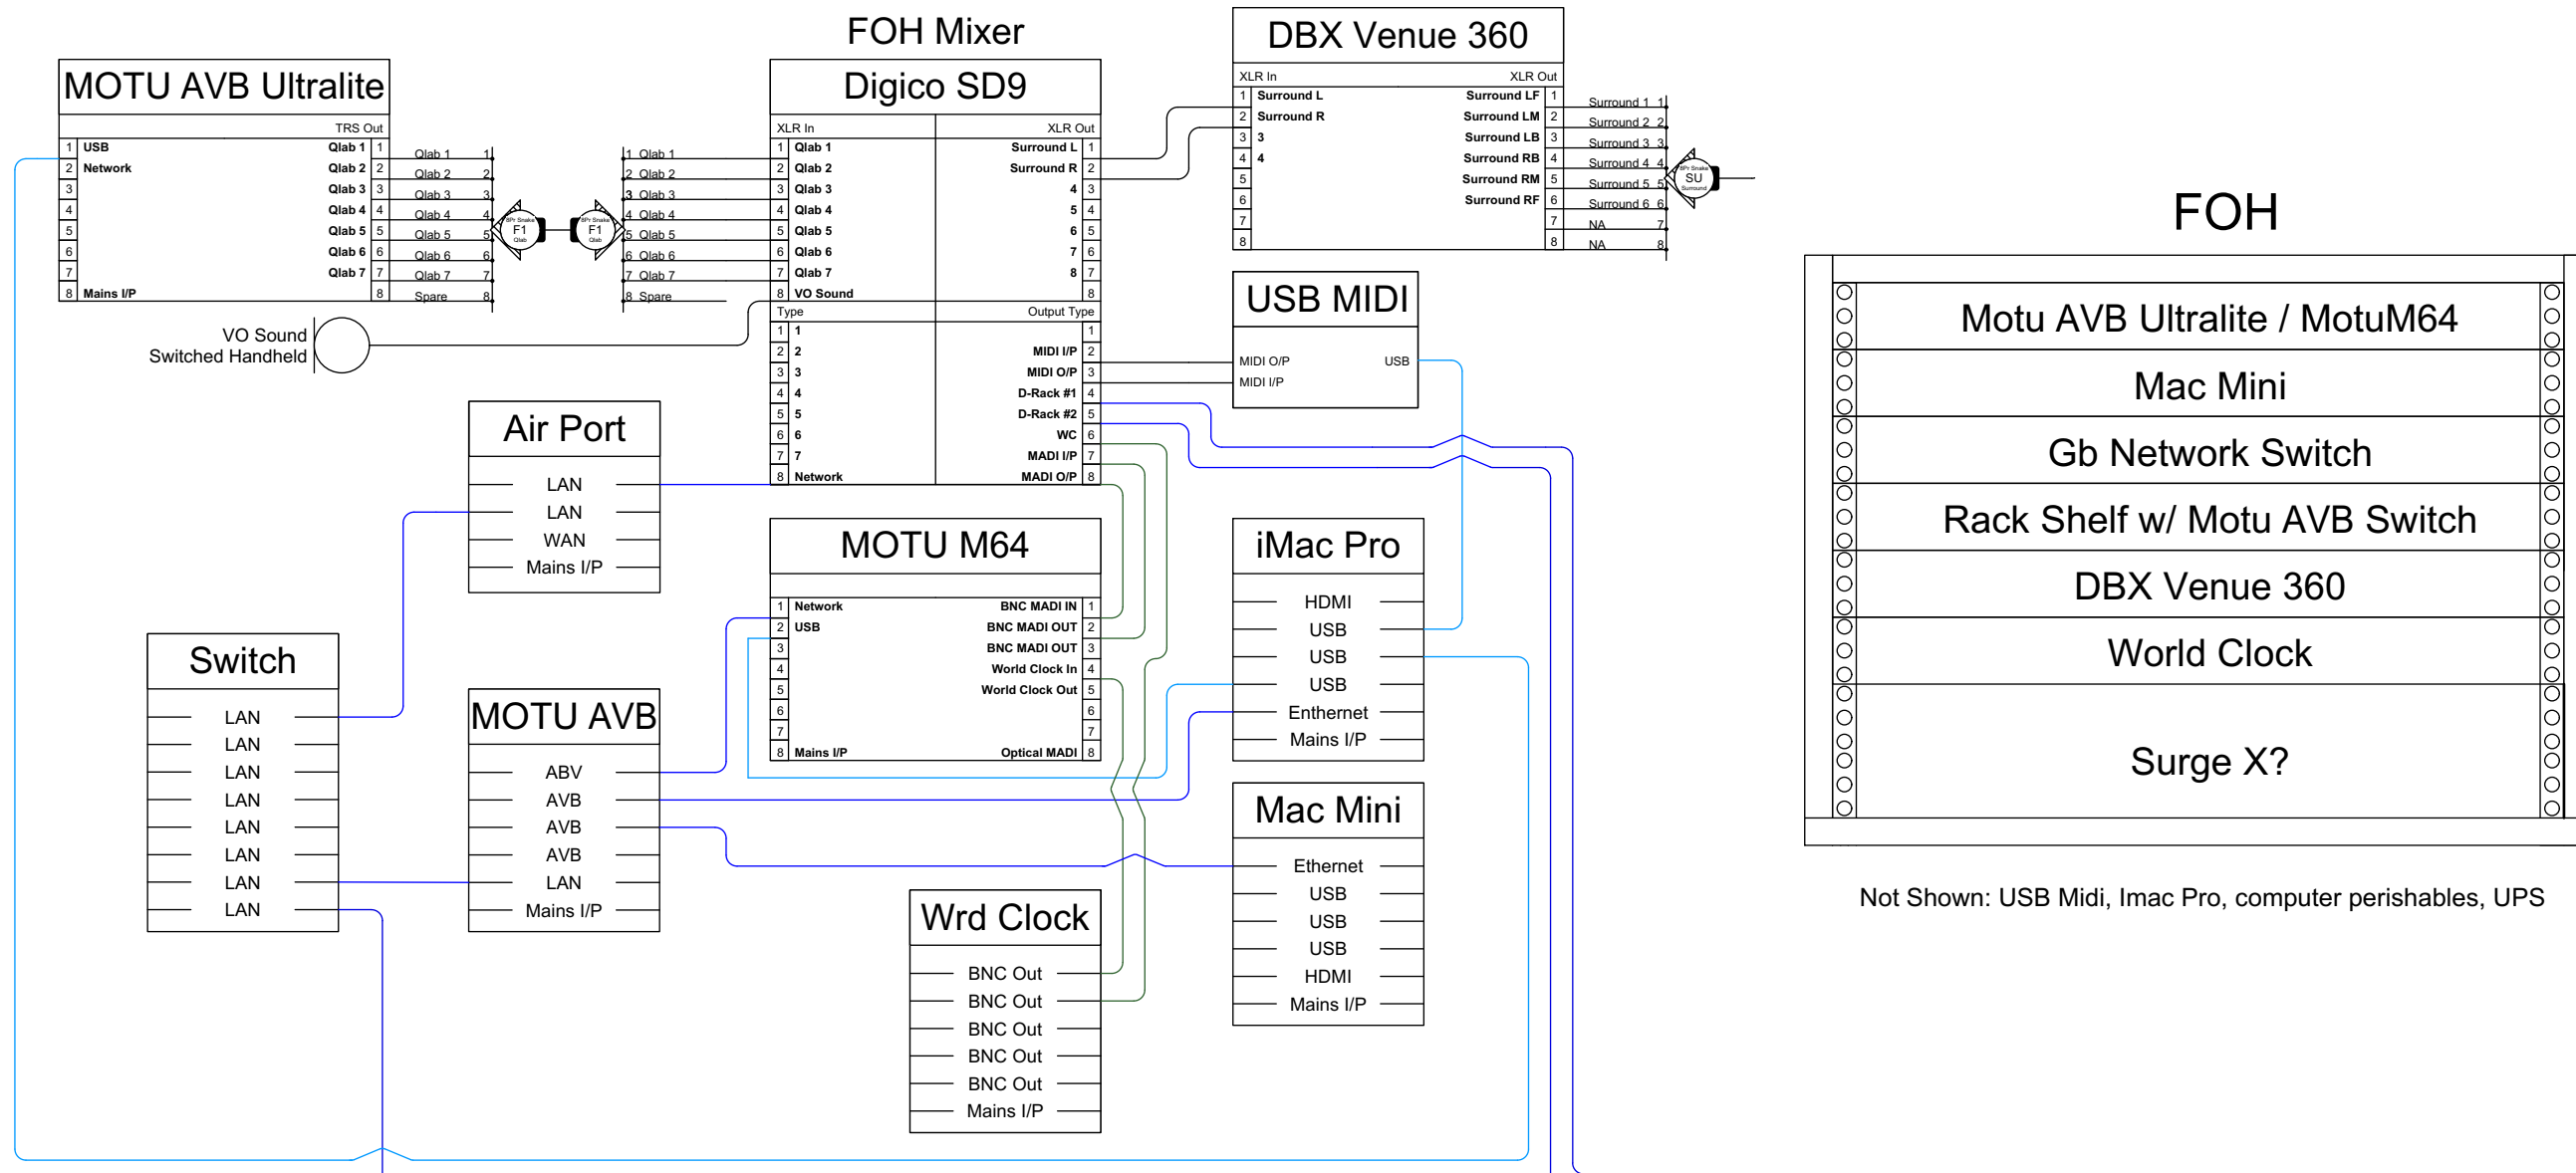 FOH Mixer
MOTU AVB Ultralite
TRS Out
1 USB Qlab 1 1
2 Network Qlab 2 2
3 Qlab 3 3
4 Qlab 4 4
5 Qlab 5 5
6 Qlab 6 6
7 Qlab 7 7
8 Mains I/P 8
Qlab 1 1
Qlab 2 2
Qlab 3 3
Qlab 4 4
Qlab 5 5
Qlab 6 6
Qlab 7 7
Spare 8
8Pr Snake
F1
Qlab
8Pr Snake
F1
Qlab
1 Qlab 1
2 Qlab 2
3 Qlab 3
4 Qlab 4
5 Qlab 5
6 Qlab 6
7 Qlab 7
8 Spare
VO Sound
Switched Handheld
Digico SD9
XLR In XLR Out
1 Qlab 1 Surround L 1
2 Qlab 2 Surround R 2
3 Qlab 3 4 3
4 Qlab 4 5 4
5 Qlab 5 6 5
6 Qlab 6 7 6
7 Qlab 7 8 7
8 VO Sound 8
Type Output Type
1 1 1
2 2 MIDI I/P 2
3 3 MIDI O/P 3
4 4 D-Rack #1 4
5 5 D-Rack #2 5
6 6 WC 6
7 7 MADI I/P 7
8 Network MADI O/P 8
DBX Venue 360
XLR In XLR Out
1 Surround L Surround LF 1
2 Surround R Surround LM 2
3 3 Surround LB 3
4 4 Surround RB 4
5 Surround RM 5
6 Surround RF 6
7 7
8 8
Surround 1 1
Surround 2 2
Surround 3 3
Surround 4 4
Surround 5 5
Surround 6 6
NA 7
NA 8
8Pr Snake
SU
Surround
USB MIDI
MIDI O/P USB
MIDI I/P
Air Port
LAN
LAN
WAN
Mains I/P
MOTU M64
1 Network BNC MADI IN 1
2 USB BNC MADI OUT 2
3 BNC MADI OUT 3
4 World Clock In 4
5 World Clock Out 5
6 6
7 7
8 Mains I/P Optical MADI 8
iMac Pro
HDMI
USB
USB
USB
Enthernet
Mains I/P
Switch
LAN
LAN
LAN
LAN
LAN
LAN
LAN
LAN
MOTU AVB
ABV
AVB
AVB
AVB
LAN
Mains I/P
Mac Mini
Ethernet
USB
USB
USB
HDMI
Mains I/P
Wrd Clock
BNC Out
BNC Out
BNC Out
BNC Out
BNC Out
Mains I/P
FOH
Motu AVB Ultralite / MotuM64
Mac Mini
Gb Network Switch
Rack Shelf w/ Motu AVB Switch
DBX Venue 360
World Clock
Surge X?
Not Shown: USB Midi, Imac Pro, computer perishables, UPS